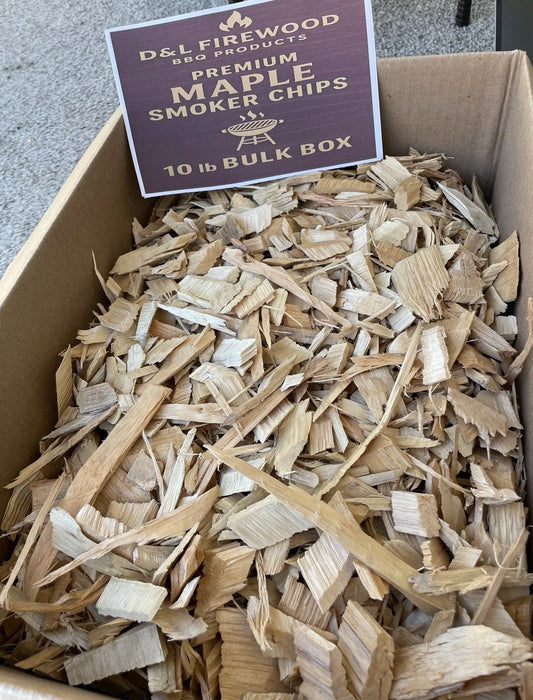 D&L FIREWOOD
BBQ PRODUCTS
PREMIUM
MAPLE
SMOKER CHIPS
10 lb BULK BOX